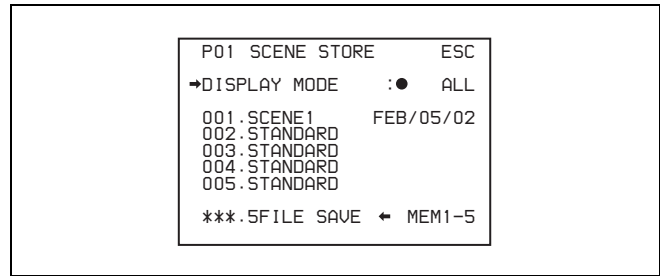 P01 SCENE STORE ESC
➡DISPLAY MODE :● ALL
001.SCENE1 FEB/05/02
002.STANDARD
003.STANDARD
004.STANDARD
005.STANDARD
***.5FILE SAVE ⬅ MEM1-5